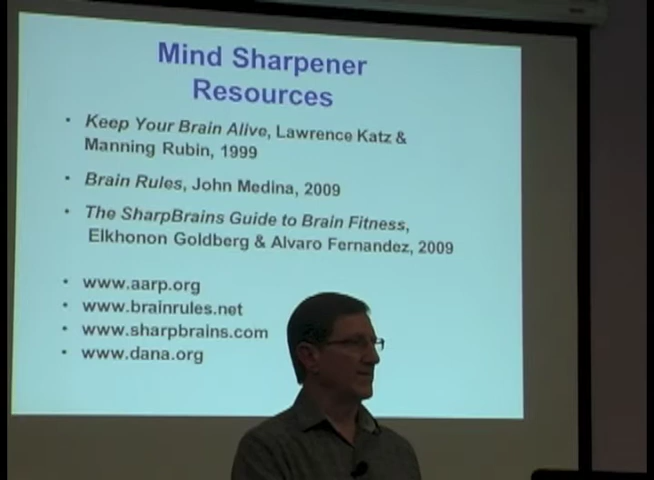 Mind Sharpener
Resources
• Keep Your Brain Alive, Lawrence Katz &
Manning Rubin, 1999
• Brain Rules, John Medina, 2009
• The SharpBrains Guide to Brain Fitness,
Elkhonon Goldberg & Alvaro Fernandez, 2009
• www.aarp.org
• www.brainrules.net
• www.sharpbrains.com
• www.dana.org